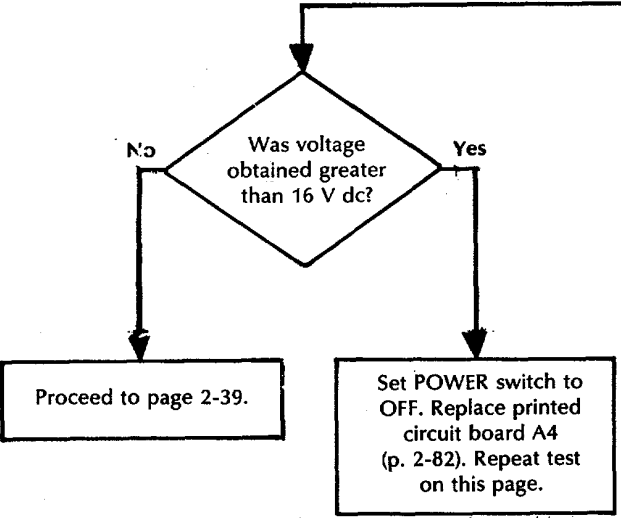 Was voltage
obtained greater
than 16 V dc?
No
Yes
Proceed to page 2-39.
Set POWER switch to
OFF. Replace printed
circuit board A4
(p. 2-82). Repeat test
on this page.